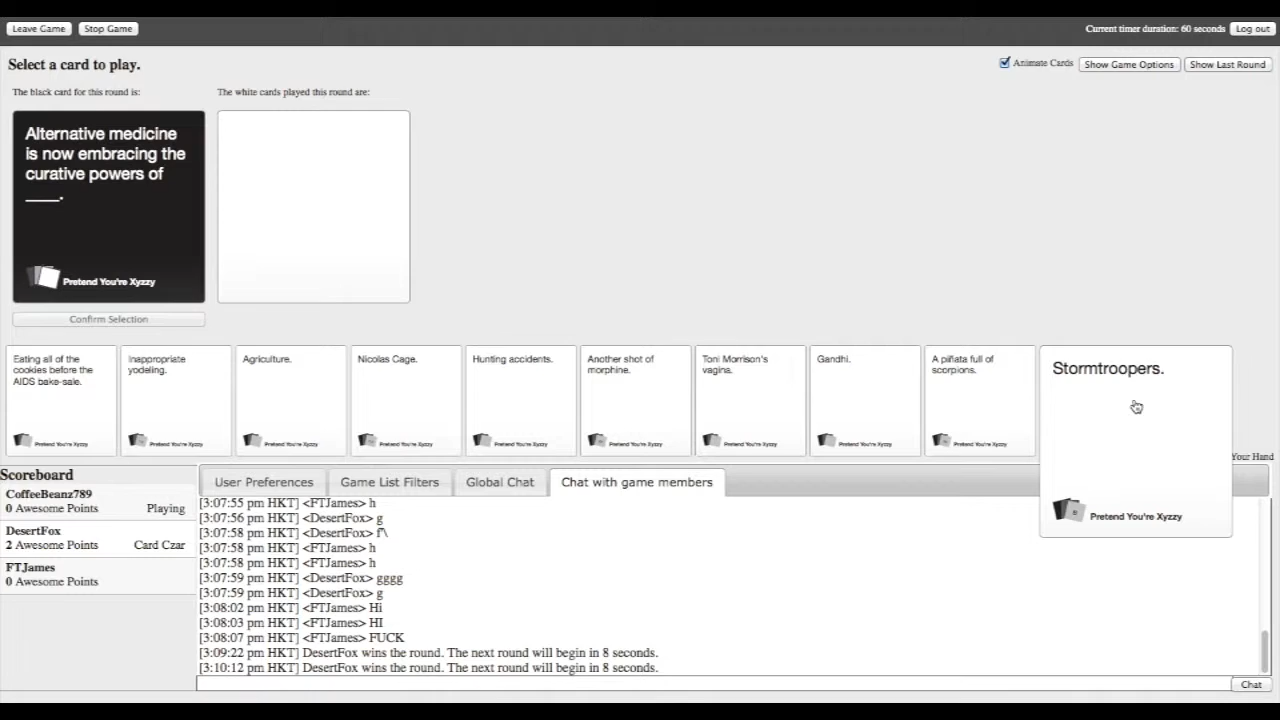 Leave Game Stop Game Current timer duration: 60 seconds Log out
Select a card to play. Animate Cards Show Game Options Show Last Round
The black card for this round is: The white cards played this round are:
Alternative medicine
is now embracing the
curative powers of
____.
Pretend You're Xyzzy
Confirm Selection
Eating all of the
cookies before the
AIDS bake-sale.
Pretend You're Xyzzy
Inappropriate
yodeling.
Pretend You're Xyzzy
Agriculture.
Pretend You're Xyzzy
Nicolas Cage.
Pretend You're Xyzzy
Hunting accidents.
Pretend You're Xyzzy
Another shot of
morphine.
Pretend You're Xyzzy
Toni Morrison's
vagina.
Pretend You're Xyzzy
Gandhi.
Pretend You're Xyzzy
A piñata full of
scorpions.
Pretend You're Xyzzy
Stormtroopers.
Pretend You're Xyzzy
Your Hand
Scoreboard
CoffeeBeanz789
0 Awesome Points Playing
DesertFox
2 Awesome Points Card Czar
FTJames
0 Awesome Points
User Preferences Game List Filters Global Chat Chat with game members
[3:07:55 pm HKT] <FTJames> h
[3:07:56 pm HKT] <DesertFox> g
[3:07:58 pm HKT] <DesertFox> f'\
[3:07:58 pm HKT] <FTJames> h
[3:07:58 pm HKT] <FTJames> h
[3:07:59 pm HKT] <DesertFox> gggg
[3:07:59 pm HKT] <DesertFox> g
[3:08:02 pm HKT] <FTJames> Hi
[3:08:03 pm HKT] <FTJames> HI
[3:08:07 pm HKT] <FTJames> FUCK
[3:09:22 pm HKT] DesertFox wins the round. The next round will begin in 8 seconds.
[3:10:12 pm HKT] DesertFox wins the round. The next round will begin in 8 seconds.
Chat